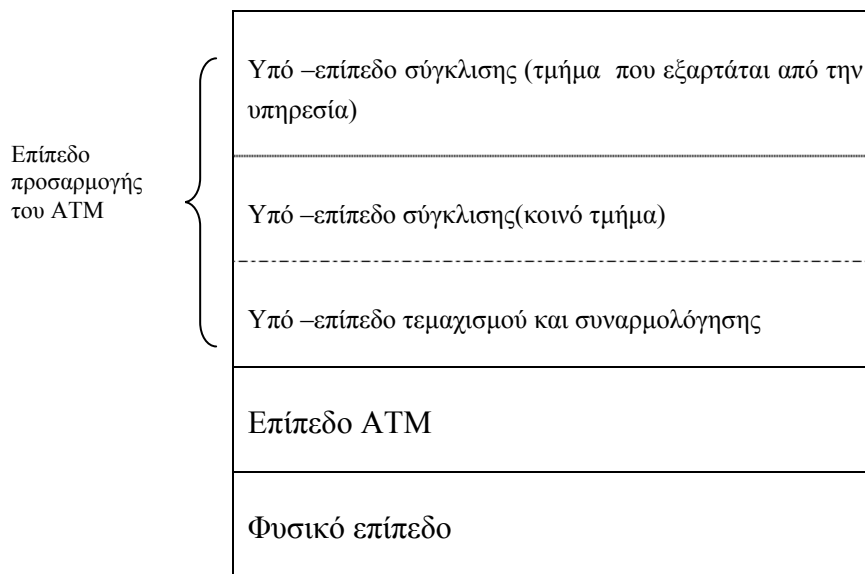 Υπό –επίπεδο σύγκλισης (τμήμα που εξαρτάται από την
υπηρεσία)
Επίπεδο
προσαρμογής
του ΑΤΜ
Υπό –επίπεδο σύγκλισης(κοινό τμήμα)
Υπό –επίπεδο τεμαχισμού και συναρμολόγησης
Επίπεδο ΑΤΜ
Φυσικό επίπεδο